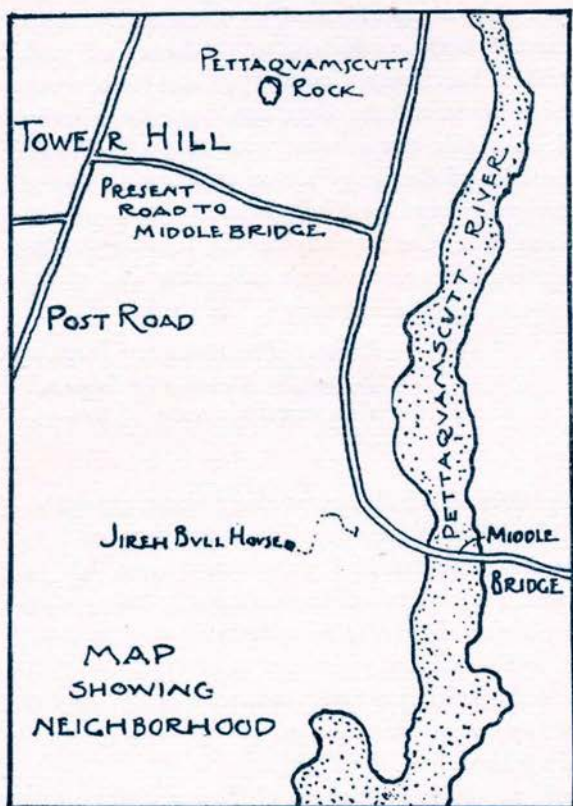 PETTAQUAMSCUTT
ROCK
TOWER HILL
PRESENT
ROAD TO
MIDDLE BRIDGE
POST ROAD
PETTAQUAMSCUTT RIVER
JIREH BULL HOUSE
MIDDLE
BRIDGE
MAP
SHOWING
NEIGHBORHOOD